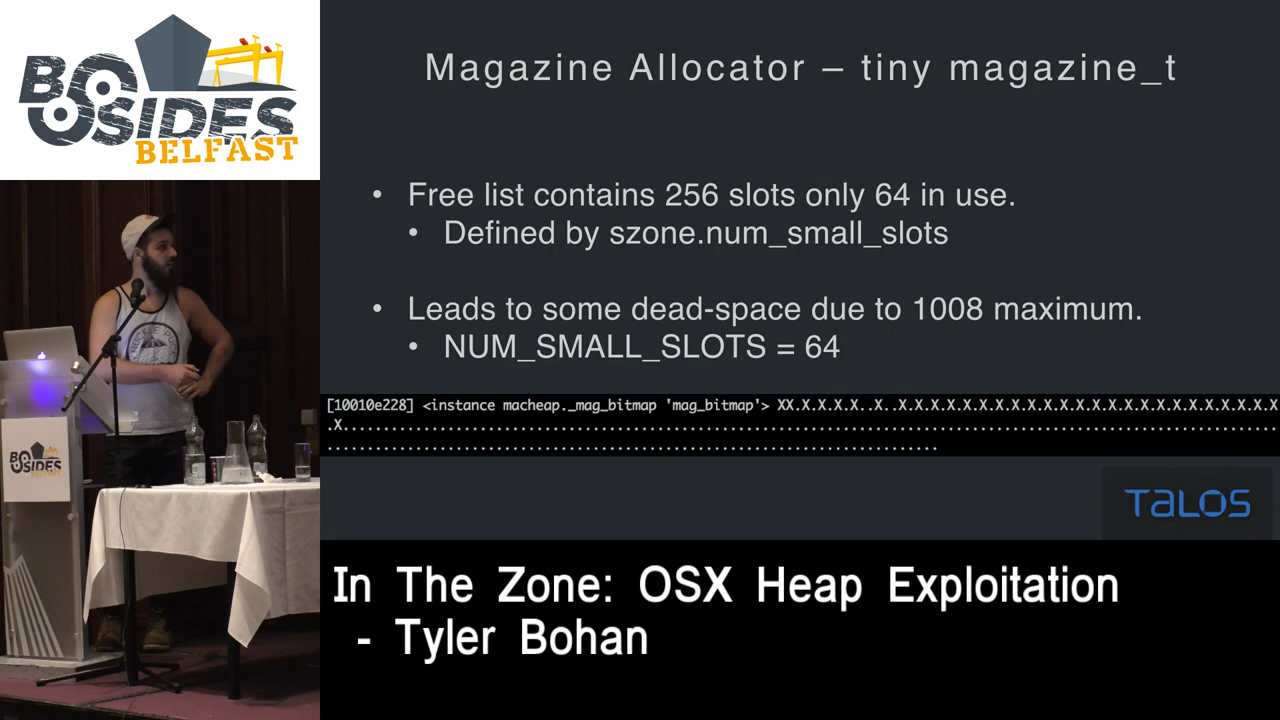 BSIDES
BELFAST
Magazine Allocator – tiny magazine_t
• Free list contains 256 slots only 64 in use.
• Defined by szone.num_small_slots
• Leads to some dead-space due to 1008 maximum.
• NUM_SMALL_SLOTS = 64
[10010e228] <instance macheap._mag_bitmap 'mag_bitmap'>
TALOS
BSIDES
BELFAST
In The Zone: OSX Heap Exploitation
- Tyler Bohan